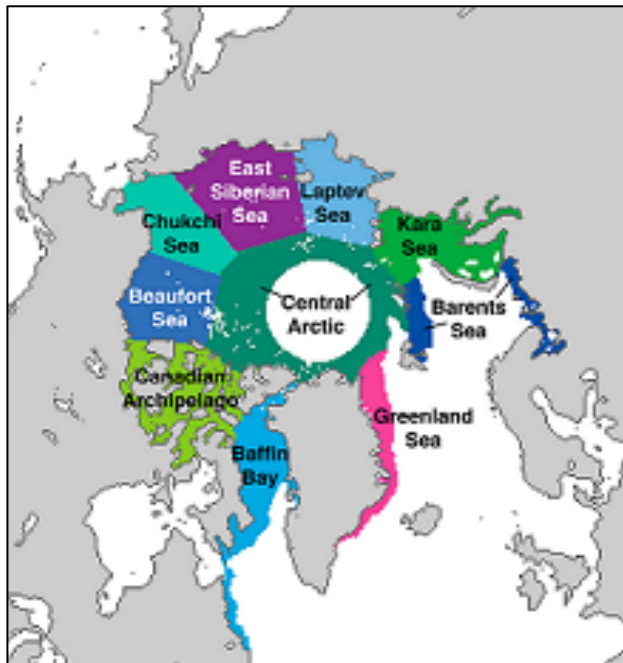 East
Siberian
Sea
Laptev
Sea
Chukchi
Sea
Kara
Sea
Beaufort
Sea
Central
Arctic
Barents
Sea
Canadian
Archipelago
Greenland
Sea
Baffin
Bay